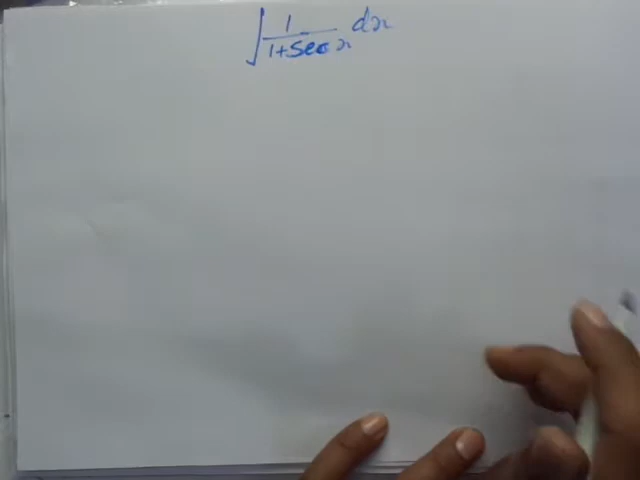 ∫ 1/(1+sec x) dx